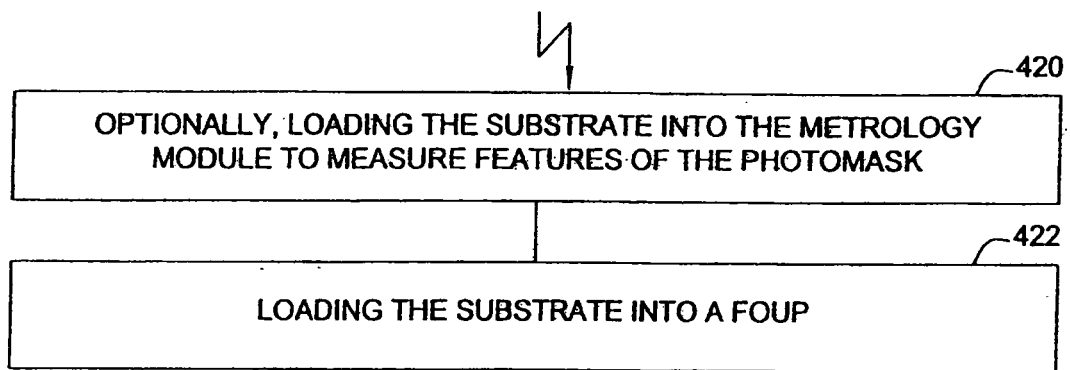 420
OPTIONALLY, LOADING THE SUBSTRATE INTO THE METROLOGY
MODULE TO MEASURE FEATURES OF THE PHOTOMASK
422
LOADING THE SUBSTRATE INTO A FOUP